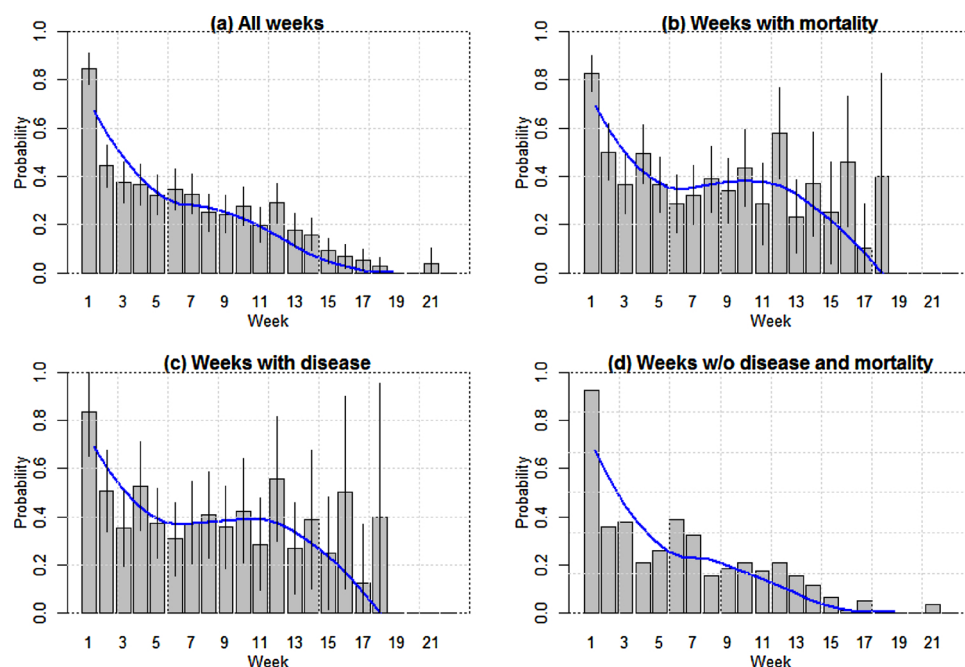 (a) All weeks
Probability
1.0
0.8
0.6
0.4
0.2
0.0
1 3 5 7 9 11 13 15 17 19 21
Week
(b) Weeks with mortality
Probability
1.0
0.8
0.6
0.4
0.2
0.0
1 3 5 7 9 11 13 15 17 19 21
Week
(c) Weeks with disease
Probability
1.0
0.8
0.6
0.4
0.2
0.0
1 3 5 7 9 11 13 15 17 19 21
Week
(d) Weeks w/o disease and mortality
Probability
1.0
0.8
0.6
0.4
0.2
0.0
1 3 5 7 9 11 13 15 17 19 21
Week